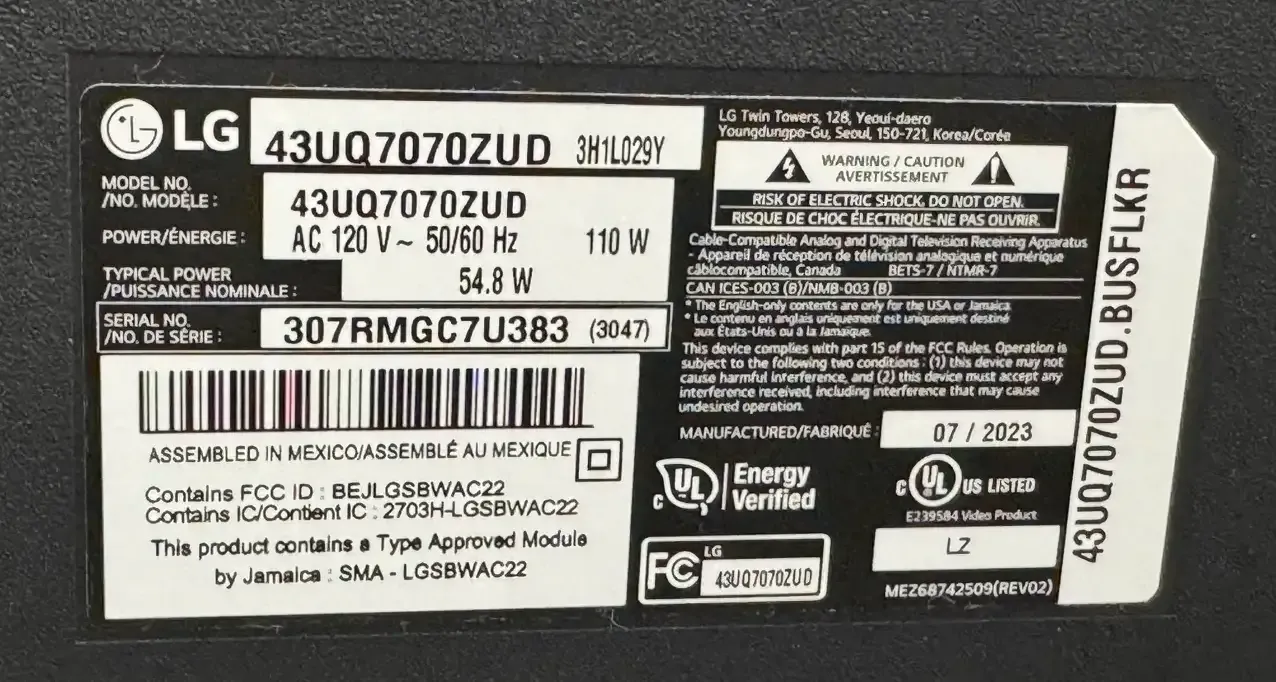 LG 43UQ7070ZUD 3H1L029Y
MODEL NO.
/NO. MODÈLE : 43UQ7070ZUD
POWER/ÉNERGIE : AC 120 V ~ 50/60 Hz 110 W
TYPICAL POWER
/PUISSANCE NOMINALE : 54.8 W
SERIAL NO.
/NO. DE SÉRIE : 307RMGC7U383 (3047)
ASSEMBLED IN MEXICO/ASSEMBLÉ AU MEXIQUE
Contains FCC ID : BEJLGSBWAC22
Contains IC/Contient IC : 2703H-LGSBWAC22
This product contains a Type Approved Module
by Jamaica : SMA - LGSBWAC22
LG Twin Towers, 128, Yeoui-daero
Youngdungpo-Gu, Seoul, 150-721, Korea/Corée
WARNING / CAUTION
AVERTISSEMENT
RISK OF ELECTRIC SHOCK, DO NOT OPEN.
RISQUE DE CHOC ÉLECTRIQUE-NE PAS OUVRIR.
Cable-Compatible Analog and Digital Television Receiving Apparatus
- Appareil de réception de télévision analogique et numérique
câblocompatible, Canada BETS-7 / NTMR-7
CAN ICES-003 (B)/NMB-003 (B)
* The English-only contents are only for the USA or Jamaica.
* Le contenu en anglais uniquement est uniquement destiné
aux États-Unis ou à la Jamaïque.
This device complies with part 15 of the FCC Rules. Operation is
subject to the following two conditions : (1) this device may not
cause harmful interference, and (2) this device must accept any
interference received, including interference that may cause
undesired operation.
MANUFACTURED/FABRIQUÉ : 07 / 2023
c UL Energy
Verified
c UL US LISTED
E239584 Video Product
FC LG
43UQ7070ZUD
LZ
MEZ68742509(REV02)
43UQ7070ZUD.BUSFLKR